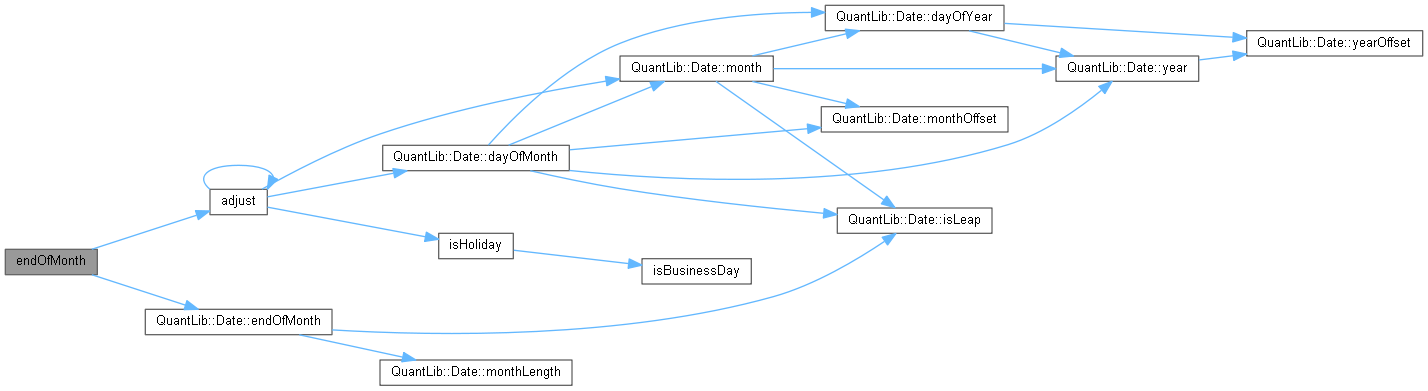 QuantLib::Date::dayOfYear
QuantLib::Date::yearOffset
QuantLib::Date::month
QuantLib::Date::year
QuantLib::Date::monthOffset
QuantLib::Date::dayOfMonth
adjust
QuantLib::Date::isLeap
isHoliday
endOfMonth
isBusinessDay
QuantLib::Date::endOfMonth
QuantLib::Date::monthLength